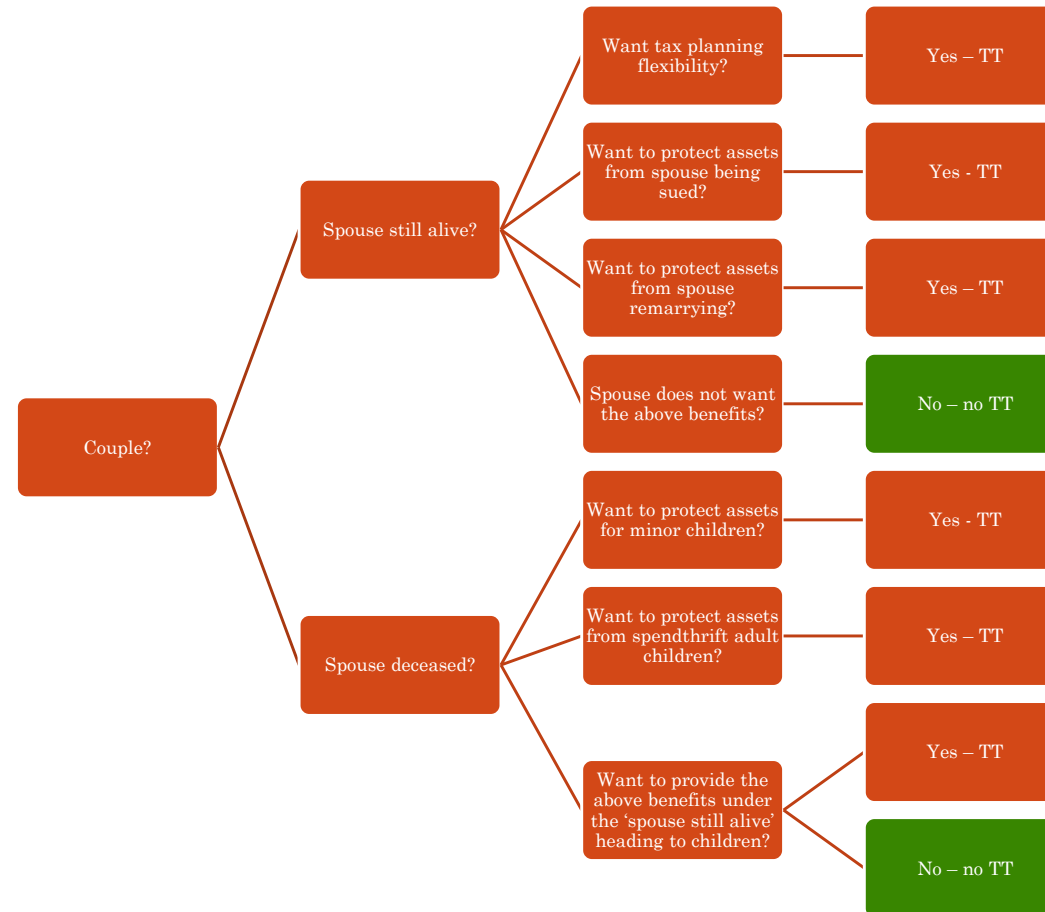 Want tax planning
flexibility?
Yes – TT
Want to protect assets
from spouse being
sued?
Yes - TT
Spouse still alive?
Want to protect assets
from spouse
remarrying?
Yes – TT
Spouse does not want
the above benefits?
No – no TT
Couple?
Want to protect assets
for minor children?
Yes - TT
Spouse deceased?
Want to protect assets
from spendthrift adult
children?
Yes – TT
Want to provide the
above benefits under
the ‘spouse still alive’
heading to children?
Yes – TT
No – no TT